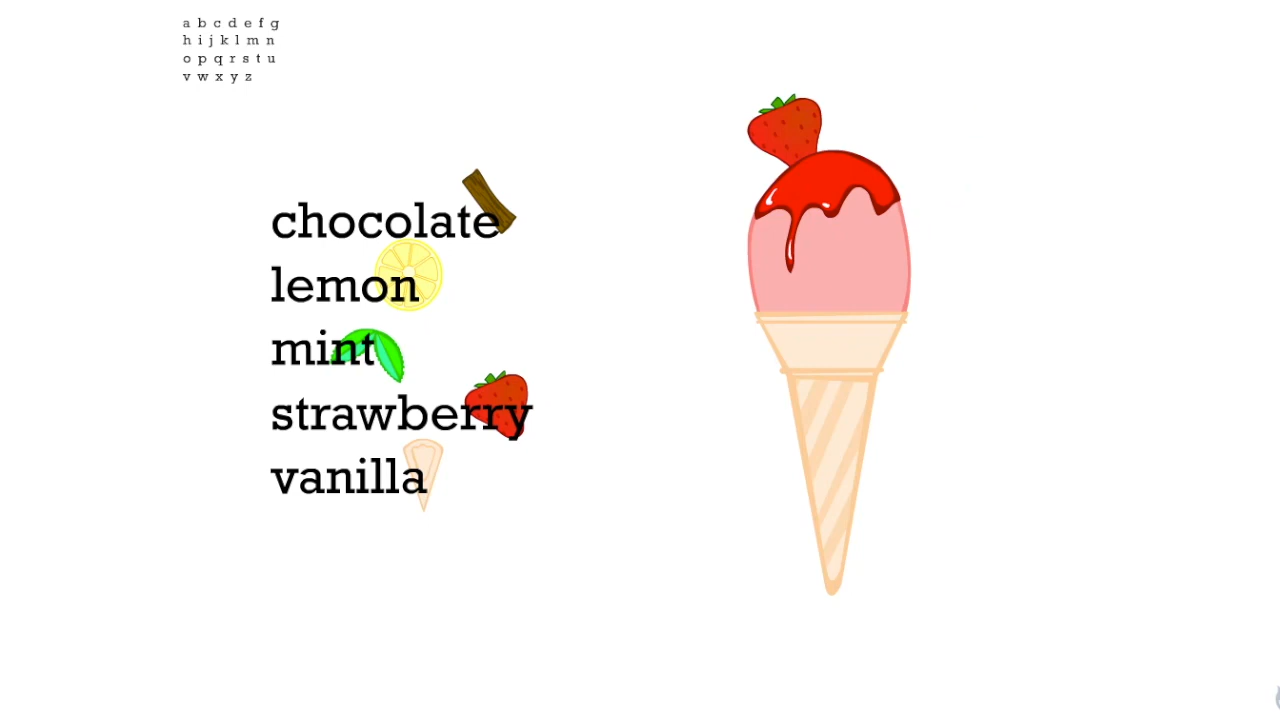 a b c d e f g
h i j k l m n
o p q r s t u
v w x y z
chocolate
lemon
mint
strawberry
vanilla